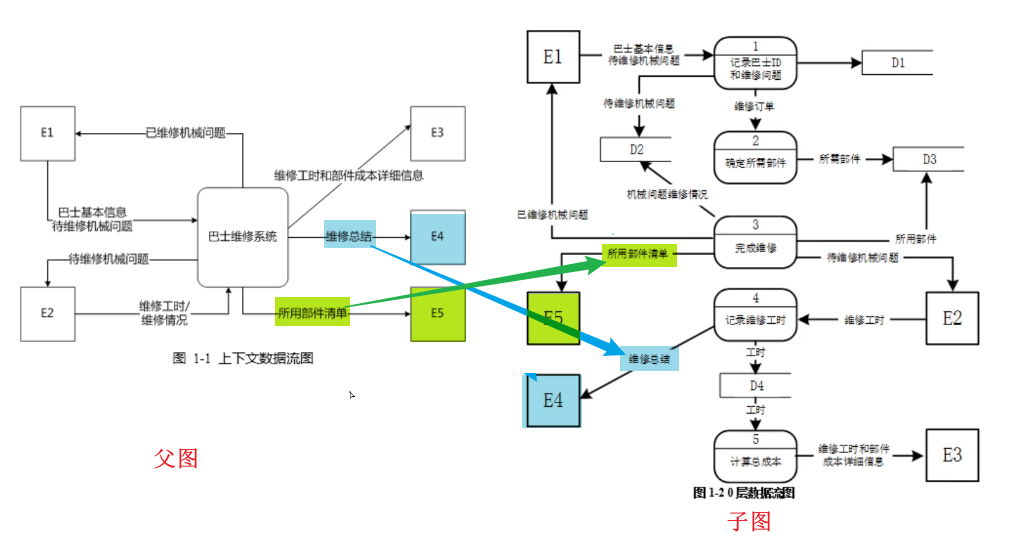 E1
已维修机械问题
E3
维修工时和部件成本详细信息
巴士基本信息
待维修机械问题
巴士维修系统
维修总结
E4
待维修机械问题
E2
维修工时/
维修情况
所用部件清单
E5
图 1-1 上下文数据流图
父图
E1
巴士基本信息
待维修机械问题
1
记录巴士ID
和维修问题
D1
待维修机械问题
维修订单
D2
2
确定所需部件
所需部件
D3
机械问题维修情况
已维修机械问题
3
完成维修
所用部件
所用部件清单
待维修机械问题
E5
4
记录维修工时
维修工时
E2
维修总结
工时
E4
D4
工时
5
计算总成本
维修工时和部件
成本详细信息
E3
图 1-2 0层数据流图
子图